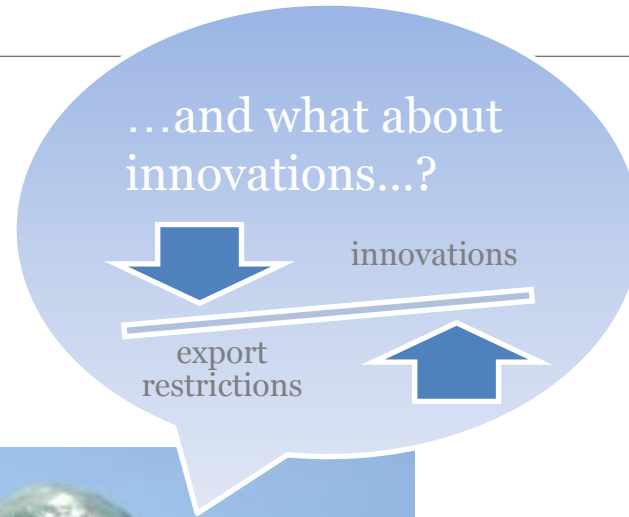 …and what about
innovations...?
innovations
export
restrictions